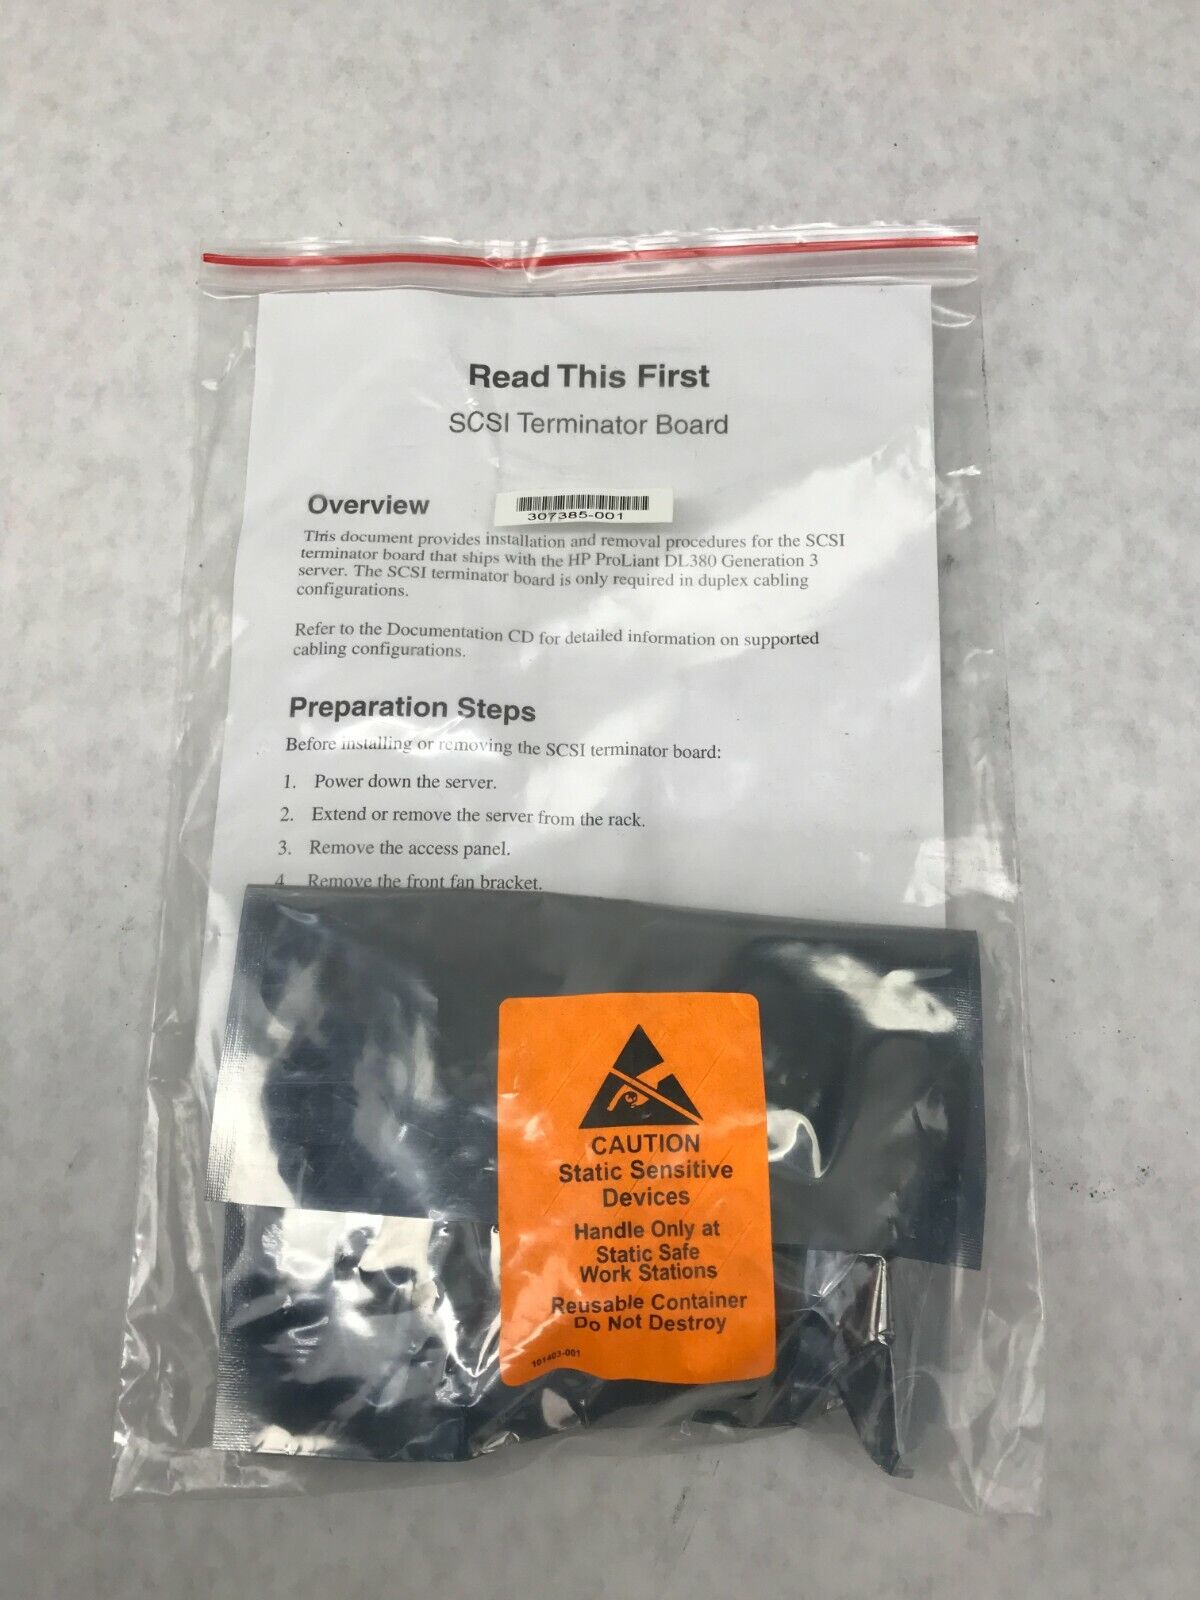 Read This First
SCSI Terminator Board
Overview
307385-001
This document provides installation and removal procedures for the SCSI
terminator board that ships with the HP ProLiant DL380 Generation 3
server. The SCSI terminator board is only required in duplex cabling
configurations.
Refer to the Documentation CD for detailed information on supported
cabling configurations.
Preparation Steps
Before installing or removing the SCSI terminator board:
1. Power down the server.
2. Extend or remove the server from the rack.
3. Remove the access panel.
4. Remove the front fan bracket.
CAUTION
Static Sensitive
Devices
Handle Only at
Static Safe
Work Stations
Reusable Container
Do Not Destroy
101403-001